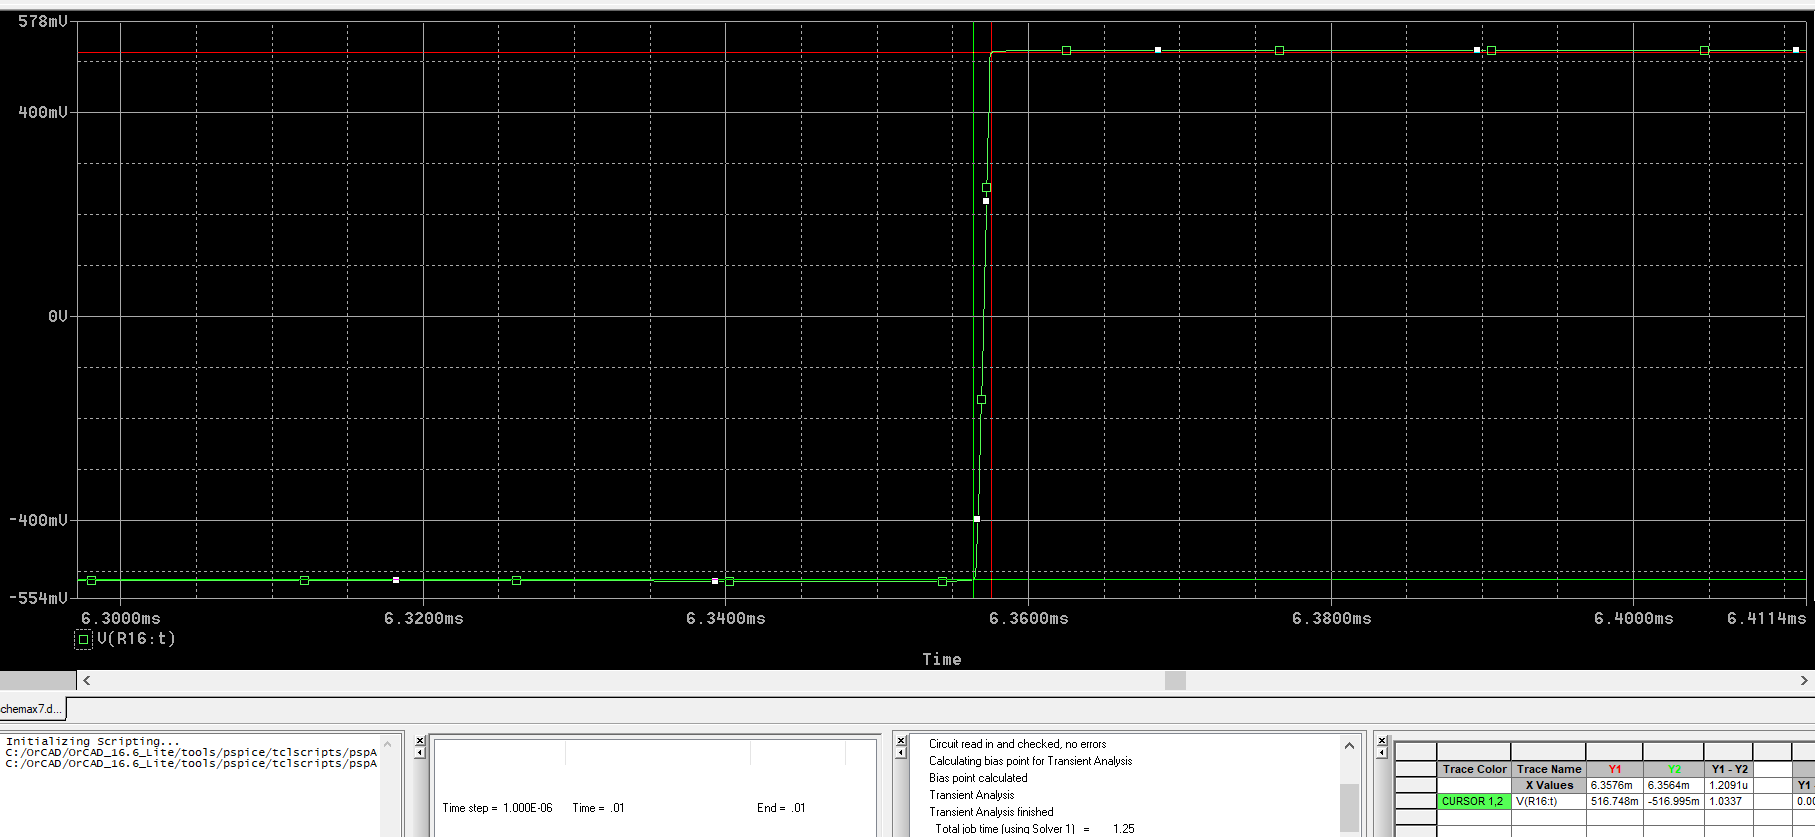 578mV
400mV
0V
-400mV
-554mV
6.3000ms 6.3200ms 6.3400ms 6.3600ms 6.3800ms 6.4000ms 6.4114ms
V(R16:t)
Time
chemax7.d...
Initializing Scripting...
C:/OrCAD/OrCAD_16.6_Lite/tools/pspice/tclscripts/pspA
C:/OrCAD/OrCAD_16.6_Lite/tools/pspice/tclscripts/pspA
Time step = 1.000E-06 Time = .01 End = .01
Circuit read in and checked, no errors
Calculating bias point for Transient Analysis
Bias point calculated
Transient Analysis
Transient Analysis finished
Total job time (using Solver 1) = 1.25
Trace Color Trace Name Y1 Y2 Y1 - Y2
X Values 6.3576m 6.3564m 1.2091u Y1
CURSOR 1,2 V(R16:t) 516.748m -516.995m 1.0337 0.00